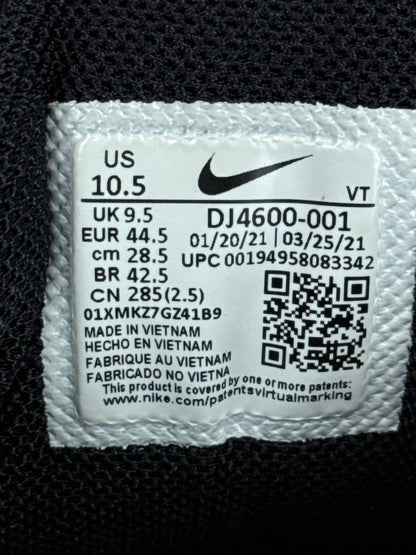 US
10.5
VT
UK 9.5
DJ4600-001
EUR 44.5
01/20/21 | 03/25/21
cm 28.5
UPC 00194958083342
BR 42.5
CN 285(2.5)
01XMKZ7GZ41B9
MADE IN VIETNAM
HECHO EN VIETNAM
FABRIQUE AU VIETNAM
FABRICADO NO VIETNA
This product is covered by one or more patents:
www.nike.com/patentsvirtualmarking